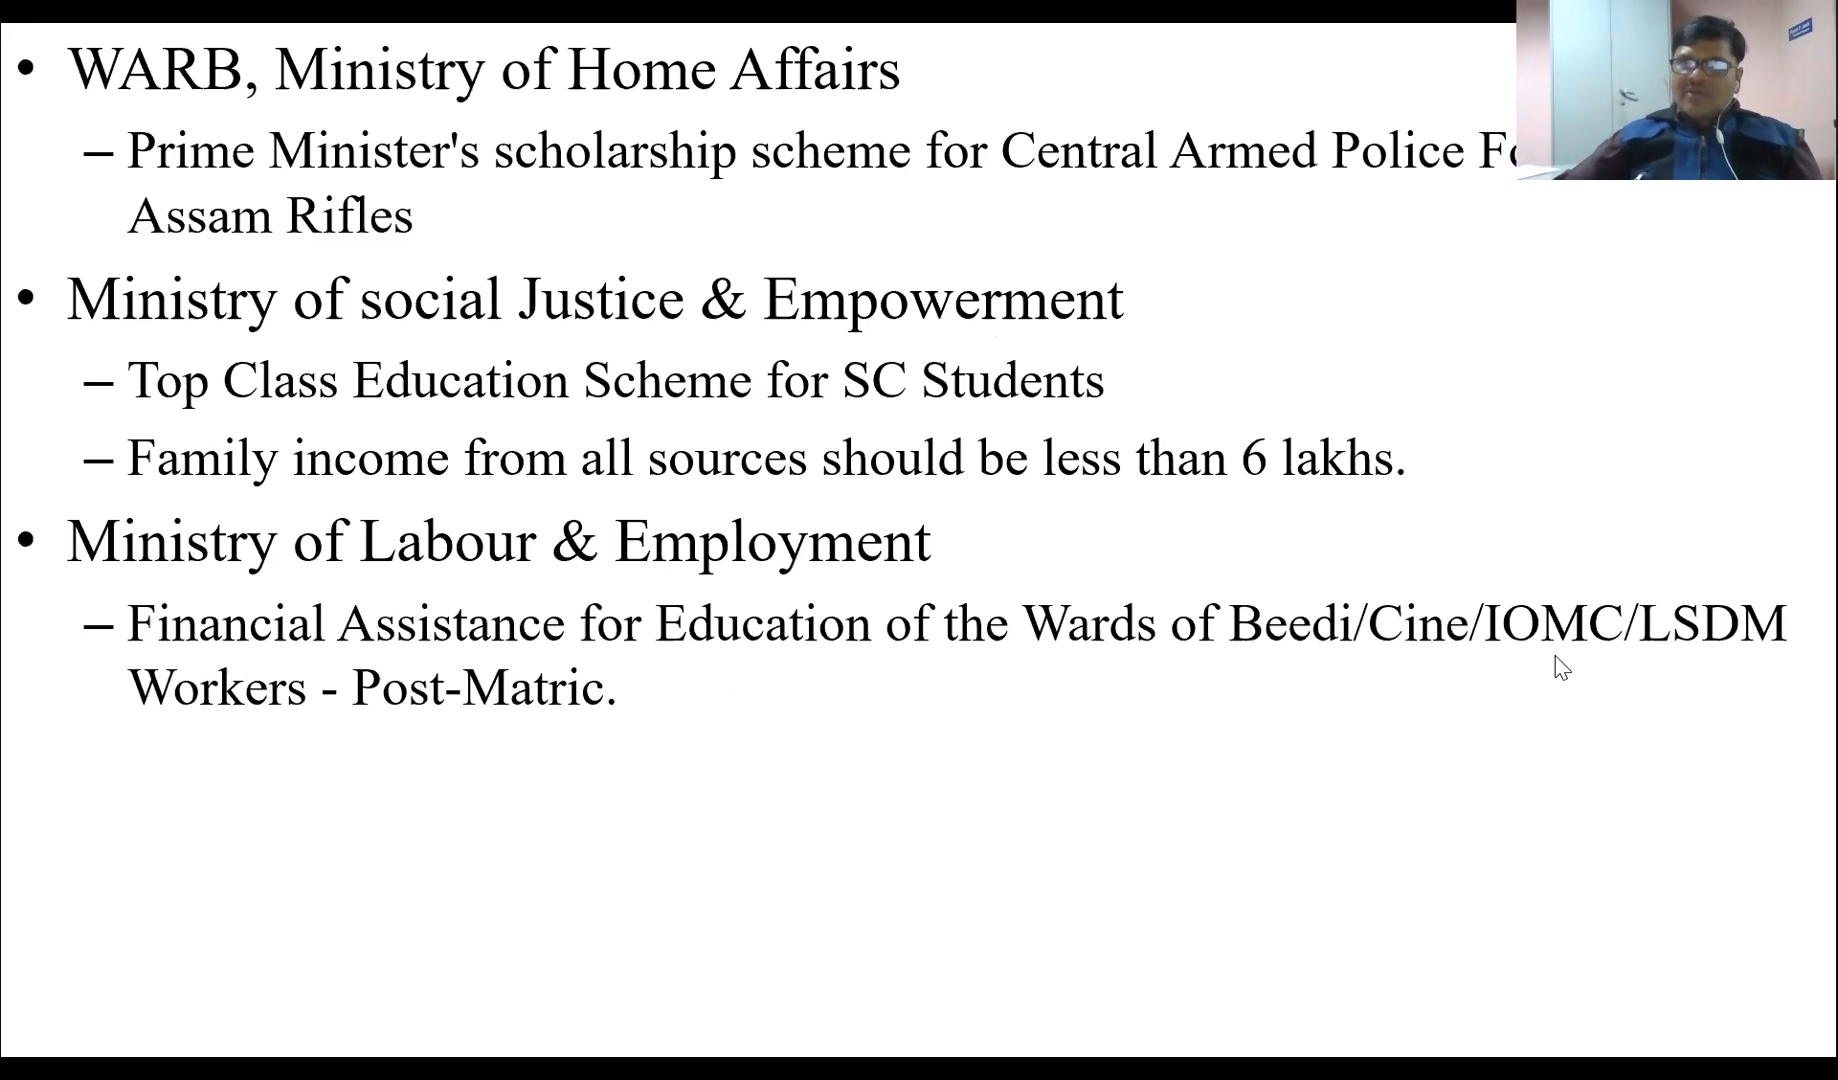 • WARB, Ministry of Home Affairs
– Prime Minister's scholarship scheme for Central Armed Police
Assam Rifles
• Ministry of social Justice & Empowerment
– Top Class Education Scheme for SC Students
– Family income from all sources should be less than 6 lakhs.
• Ministry of Labour & Employment
– Financial Assistance for Education of the Wards of Beedi/Cine/IOMC/LSDM
Workers - Post-Matric.